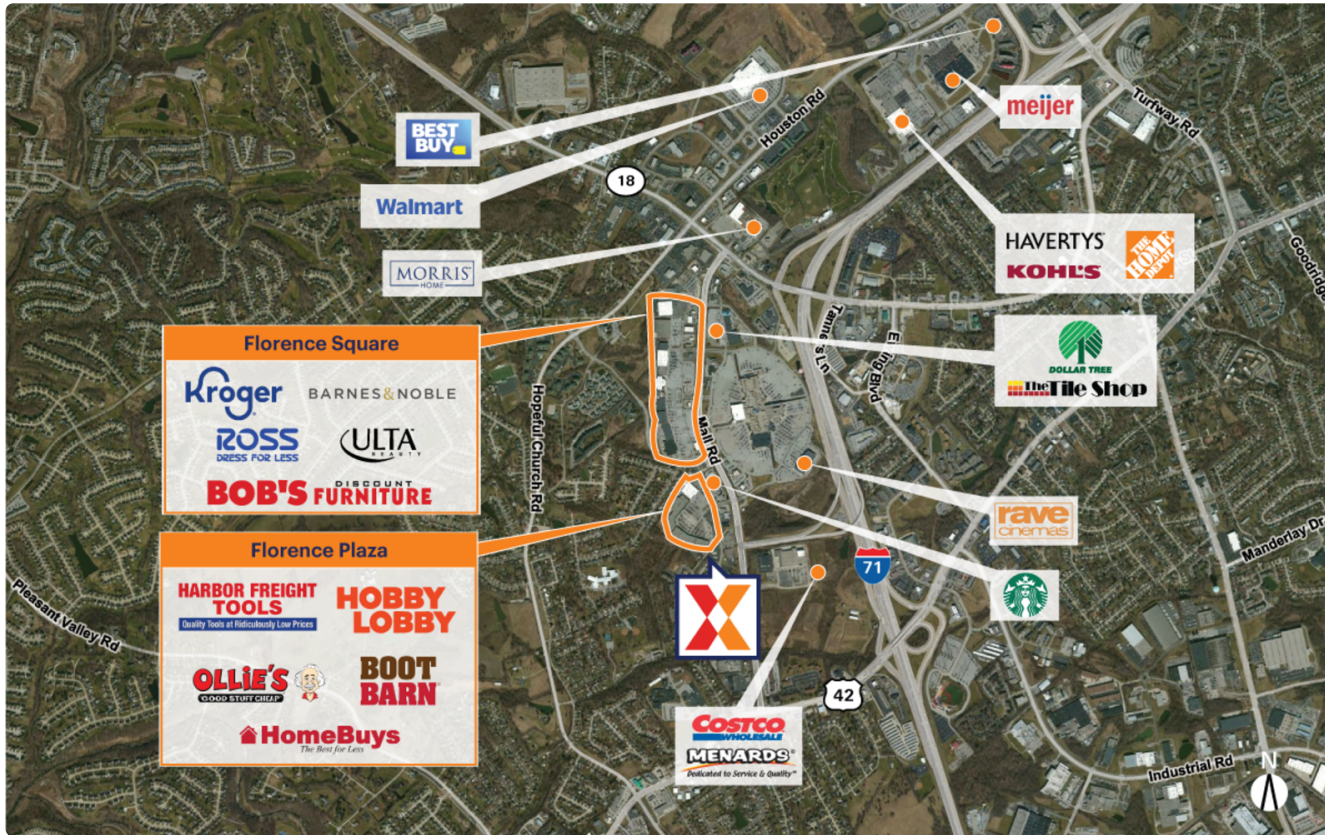 BEST
BUY
Walmart
MORRIS
HOME
Houston Rd
18
meijer
Turfway Rd
HAVERTYS
KOHL'S
THE
HOME
DEPOT
Florence Square
Kroger
BARNES & NOBLE
ROSS
DRESS FOR LESS
ULTA
BEAUTY
BOB'S DISCOUNT
FURNITURE
Hopeful Church Rd
Mall Rd
Tanners Ln
DOLLAR TREE
The Tile Shop
rave
cinemas
Florence Plaza
HARBOR FREIGHT
TOOLS
Quality Tools at Ridiculously Low Prices
HOBBY
LOBBY
OLLIE'S
GOOD STUFF CHEAP
BOOT
BARN
HomeBuys
The Best for Less
Pleasant Valley Rd
71
42
COSTCO
WHOLESALE
MENARDS
Dedicated to Service & Quality™
Manderlay Dr
Industrial Rd
N